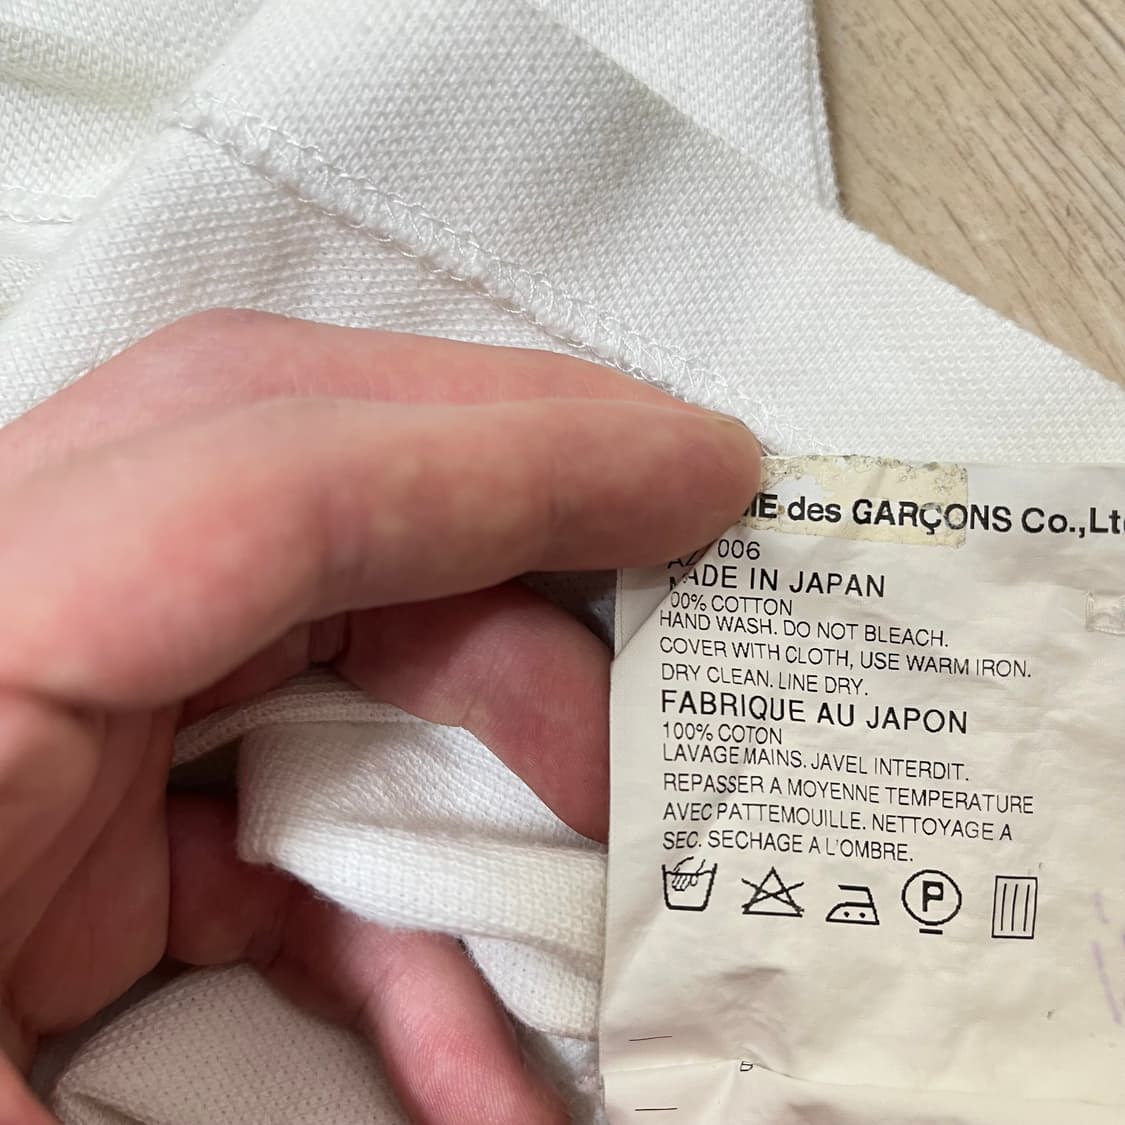 des GARÇONS Co.,Lt
006
MADE IN JAPAN
00% COTTON
HAND WASH. DO NOT BLEACH.
COVER WITH CLOTH, USE WARM IRON.
DRY CLEAN. LINE DRY.
FABRIQUE AU JAPON
100% COTON
LAVAGE MAINS. JAVEL INTERDIT.
REPASSER A MOYENNE TEMPERATURE
AVEC PATTEMOUILLE. NETTOYAGE A
SEC. SECHAGE A L'OMBRE.
P